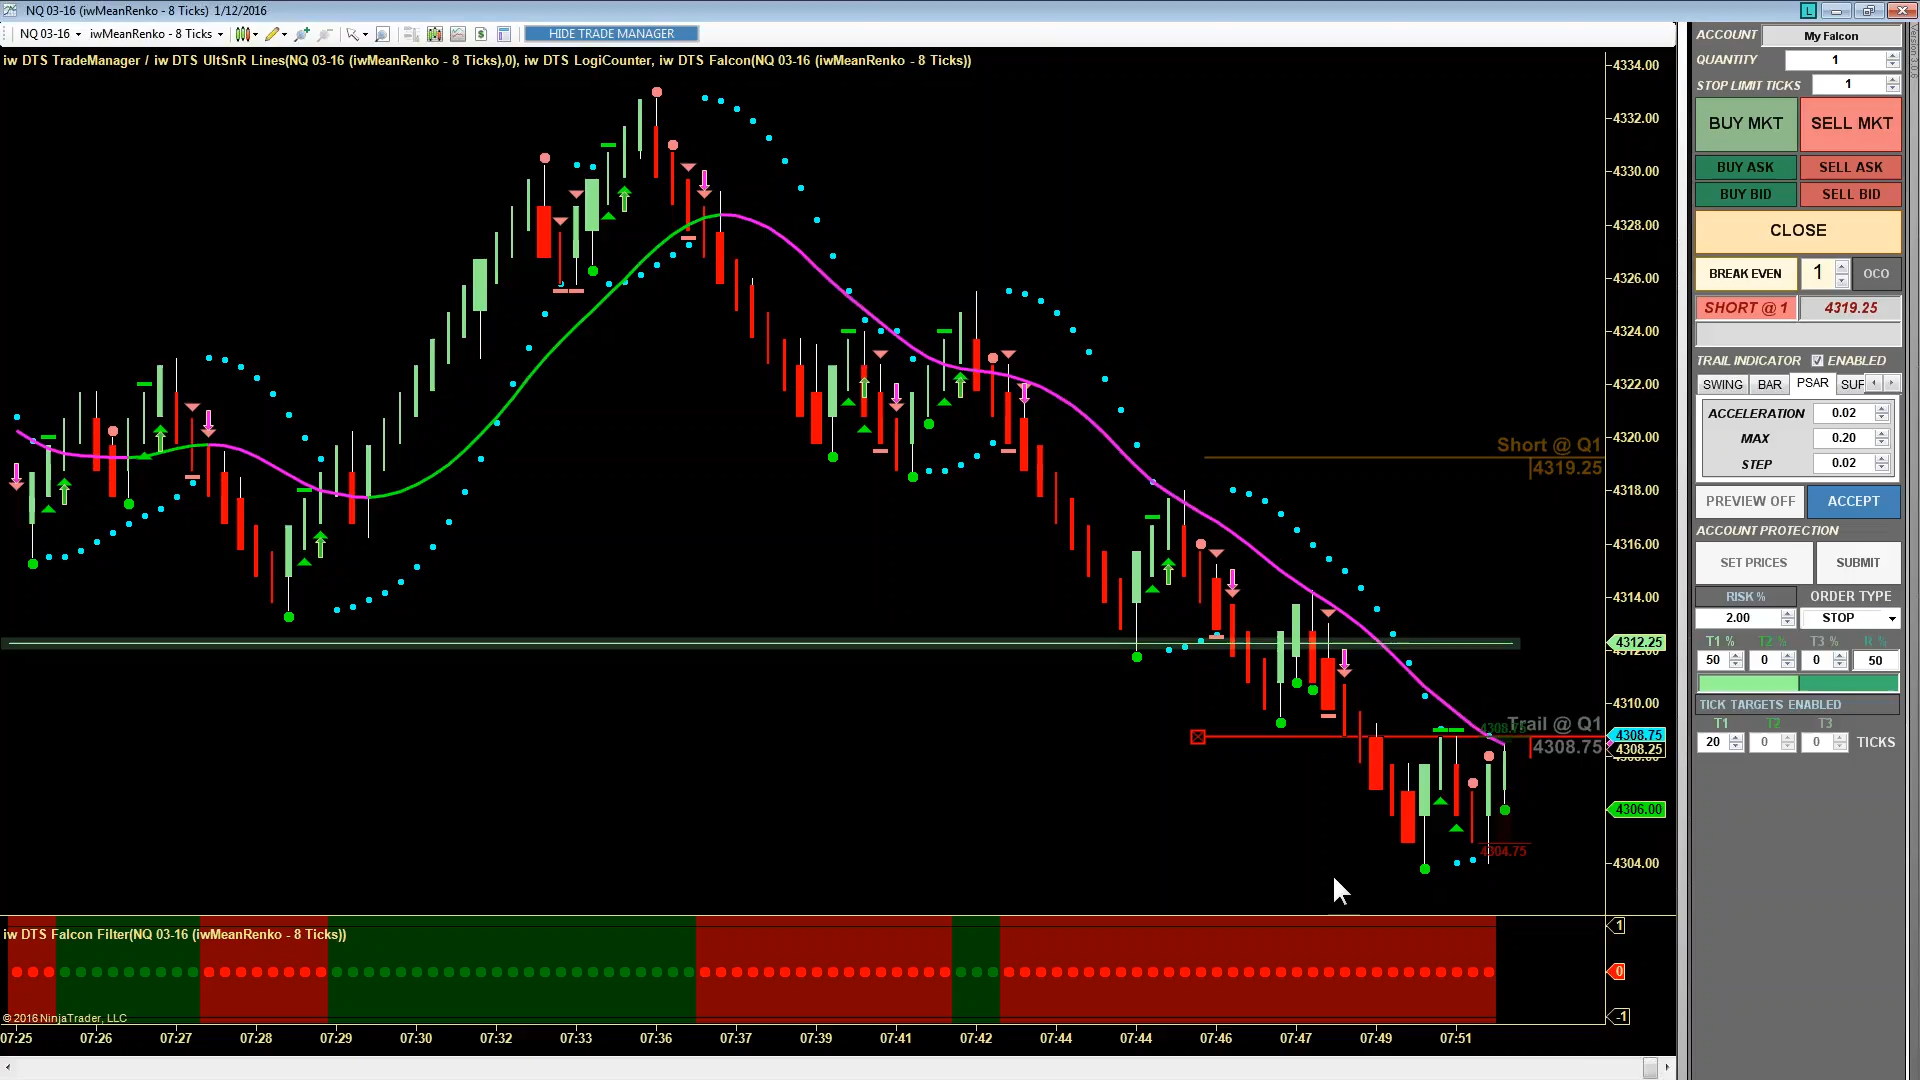 NQ 03-16 (iwMeanRenko - 8 Ticks)  1/12/2016
NQ 03-16  iwMeanRenko - 8 Ticks
HIDE TRADE MANAGER
iw DTS TradeManager / iw DTS UltSnR Lines(NQ 03-16 (iwMeanRenko - 8 Ticks),0), iw DTS LogiCounter, iw DTS Falcon(NQ 03-16 (iwMeanRenko - 8 Ticks))
4334.00
4332.00
4330.00
4328.00
4326.00
4324.00
4322.00
4320.00
Short @ Q1
4319.25
4318.00
4316.00
4314.00
4312.25
4312.00
4310.00
Trail @ Q1
4308.75
4308.75
4308.75
4308.25
4306.00
4304.75
4304.00
iw DTS Falcon Filter(NQ 03-16 (iwMeanRenko - 8 Ticks))
1
0
-1
© 2016 NinjaTrader, LLC
07:25 07:26 07:27 07:28 07:29 07:30 07:32 07:33 07:36 07:37 07:39 07:41 07:42 07:44 07:44 07:46 07:47 07:49 07:51
L
Version 3.0.6
ACCOUNT My Falcon
QUANTITY 1
STOP LIMIT TICKS 1
BUY MKT SELL MKT
BUY ASK SELL ASK
BUY BID SELL BID
CLOSE
BREAK EVEN 1 OCO
SHORT @ 1 4319.25
TRAIL INDICATOR ENABLED
SWING BAR PSAR SUF
ACCELERATION 0.02
MAX 0.20
STEP 0.02
PREVIEW OFF ACCEPT
ACCOUNT PROTECTION
SET PRICES SUBMIT
RISK % ORDER TYPE
2.00 STOP
T1 % T2 % T3 % R %
50 0 0 50
TICK TARGETS ENABLED
T1 T2 T3
20 0 0 TICKS